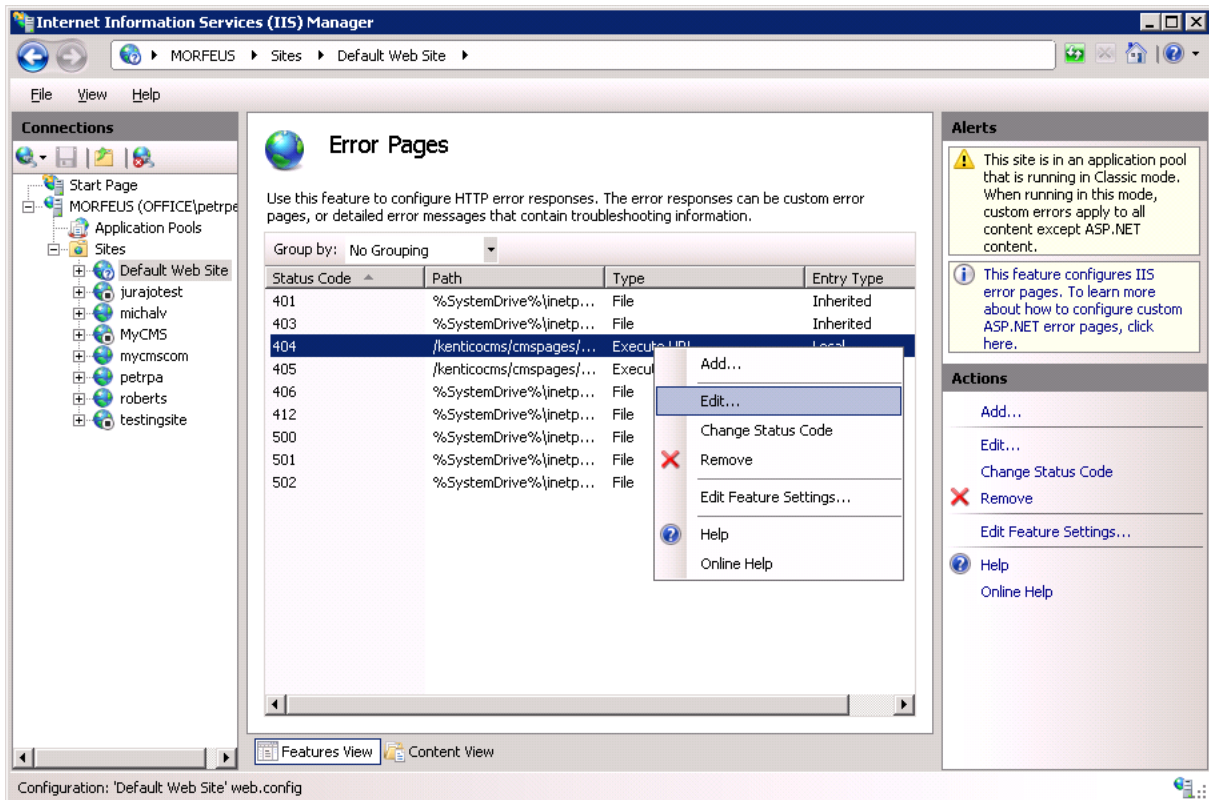 Internet Information Services (IIS) Manager
MORFEUS Sites Default Web Site
File View Help
Connections
Start Page
MORFEUS (OFFICE\petrpe
Application Pools
Sites
Default Web Site
jurajotest
michalv
MyCMS
mycmscom
petrpa
roberts
testingsite
Error Pages
Use this feature to configure HTTP error responses. The error responses can be custom error
pages, or detailed error messages that contain troubleshooting information.
Group by: No Grouping
Status Code Path Type Entry Type
401 %SystemDrive%\inetp... File Inherited
403 %SystemDrive%\inetp... File Inherited
404 /kenticocms/cmspages/... Execute URL Local
405 /kenticocms/cmspages/... Execu
406 %SystemDrive%\inetp... File
412 %SystemDrive%\inetp... File
500 %SystemDrive%\inetp... File
501 %SystemDrive%\inetp... File
502 %SystemDrive%\inetp... File
Add...
Edit...
Change Status Code
Remove
Edit Feature Settings...
Help
Online Help
Features View Content View
Alerts
This site is in an application pool
that is running in Classic mode.
When running in this mode,
custom errors apply to all
content except ASP.NET
content.
This feature configures IIS
error pages. To learn more
about how to configure custom
ASP.NET error pages, click
here.
Actions
Add...
Edit...
Change Status Code
Remove
Edit Feature Settings...
Help
Online Help
Configuration: 'Default Web Site' web.config